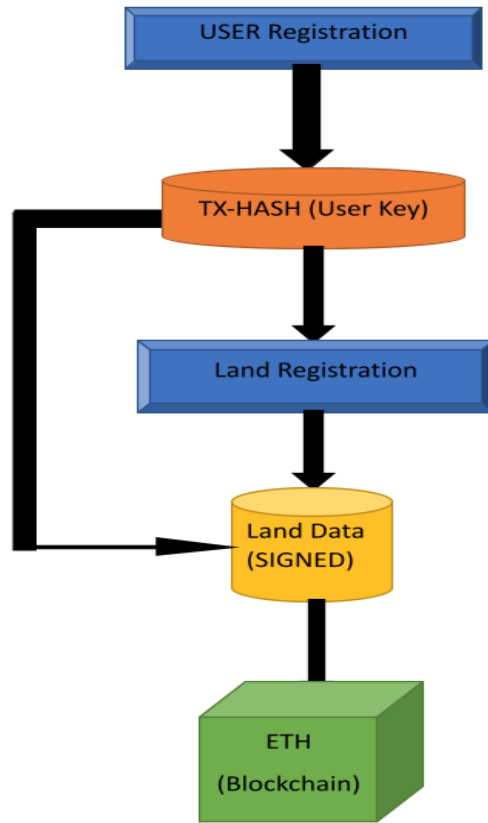 USER Registration
TX-HASH (User Key)
Land Registration
Land Data
(SIGNED)
ETH
(Blockchain)